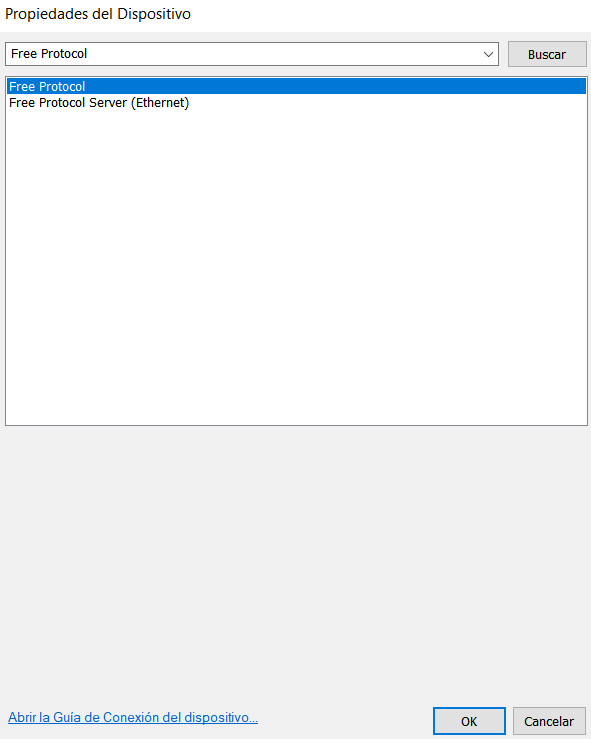 Propiedades del Dispositivo
Free Protocol
Buscar
Free Protocol
Free Protocol Server (Ethernet)
Abrir la Guía de Conexión del dispositivo...
OK
Cancelar